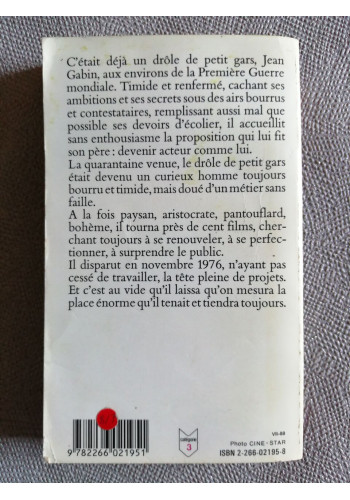 C'était déjà un drôle de petit gars, Jean
Gabin, aux environs de la Première Guerre
mondiale. Timide et renfermé, cachant ses
ambitions et ses secrets sous des airs bourrus
et contestataires, remplissant aussi mal que
possible ses devoirs d'écolier, il accueillit
sans enthousiasme la proposition que lui fit
son père : devenir acteur comme lui.
La quarantaine venue, le drôle de petit gars
était devenu un curieux homme toujours
bourru et timide, mais doué d'un métier sans
faille.
A la fois paysan, aristocrate, pantouflard,
bohème, il tourna près de cent films, cher-
chant toujours à se renouveler, à se perfec-
tionner, à surprendre le public.
Il disparut en novembre 1976, n'ayant pas
cessé de travailler, la tête pleine de projets.
Et c'est au vide qu'il laissa qu'on mesura la
place énorme qu'il tenait et tiendra toujours.
catégorie
3
VII-88
Photo CINE-STAR
ISBN 2-266-02195-8
9782266021951